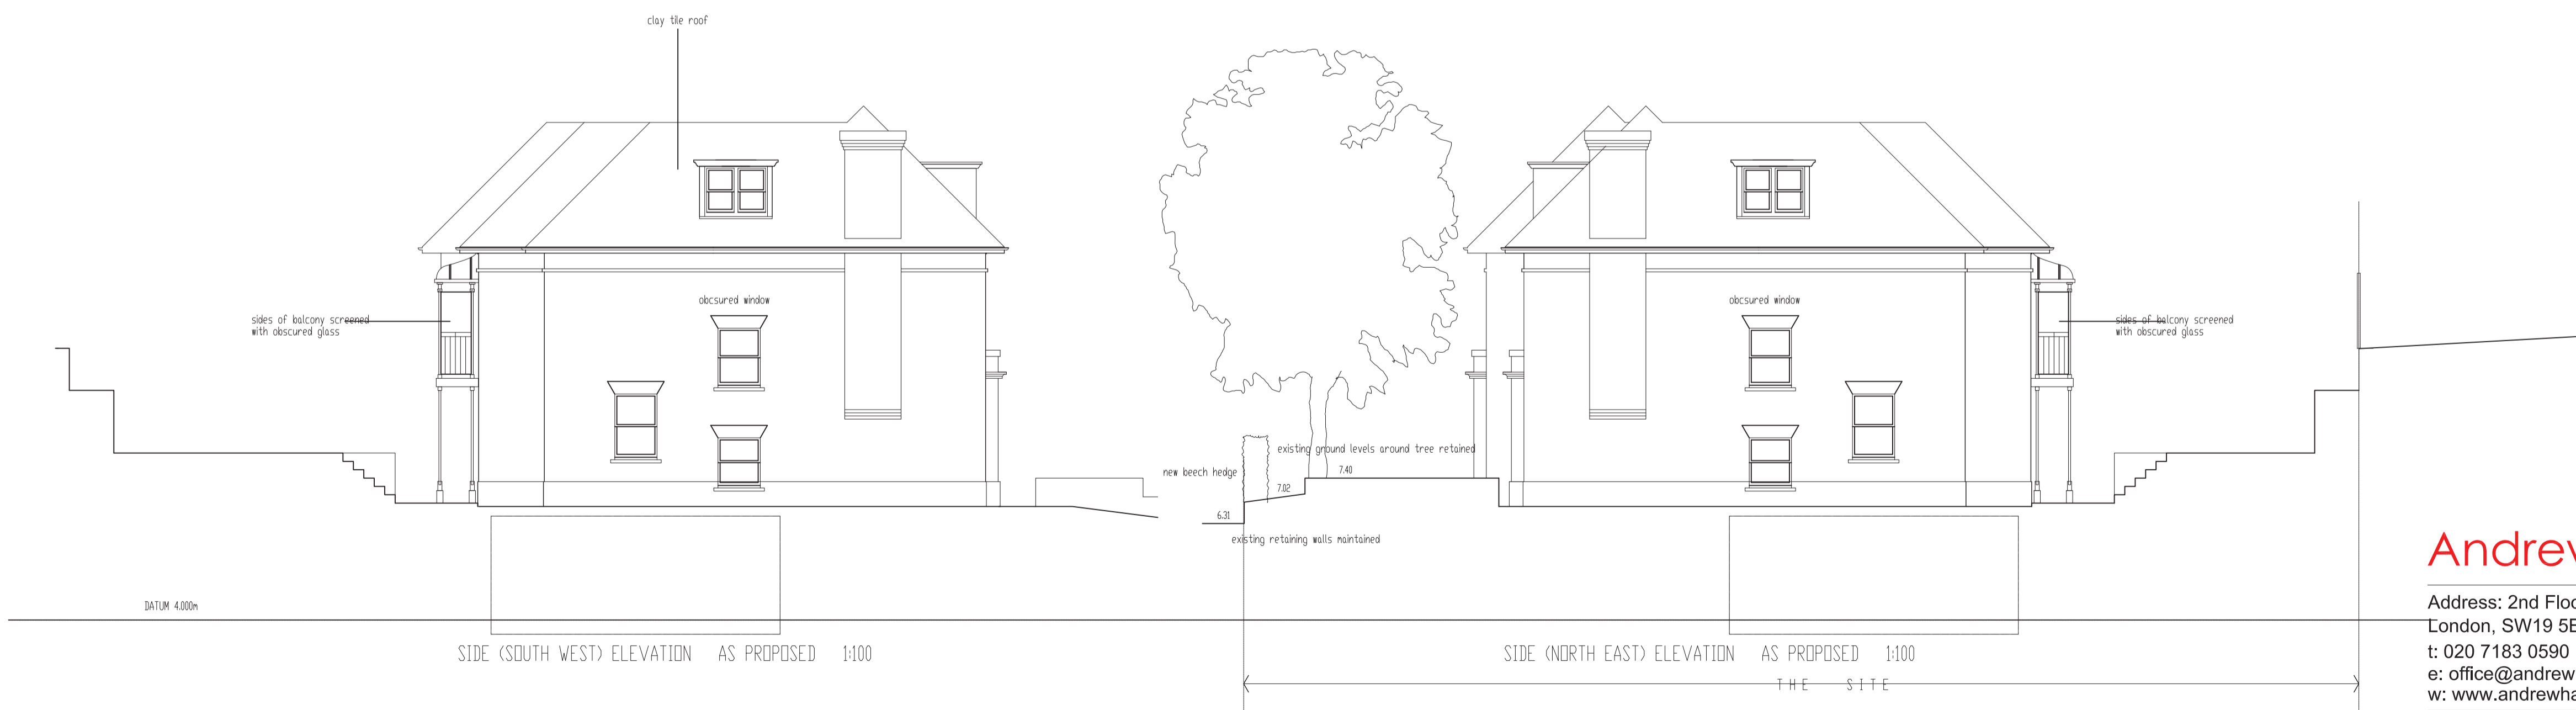 clay tile roof
obcsured window
sides of balcony screened
with obscured glass
new beech hedge
existing ground levels around tree retained
7.40
7.02
6.31
existing retaining walls maintained
obcsured window
sides of balcony screened
with obscured glass
DATUM 4.000m
SIDE (SOUTH WEST) ELEVATION AS PROPOSED 1:100
SIDE (NORTH EAST) ELEVATION AS PROPOSED 1:100
THE SITE
Andrew
Address: 2nd Floo
London, SW19 5E
t: 020 7183 0590
e: office@andrew
w: www.andrewha